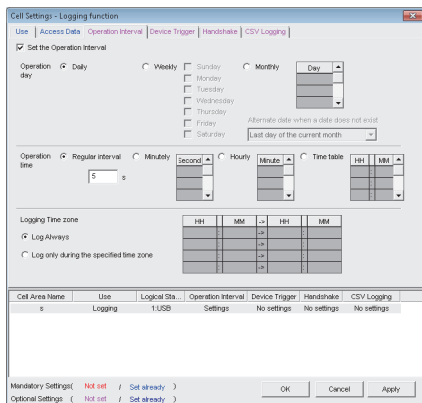 Cell Settings - Logging function
Use Access Data Operation Interval Device Trigger Handshake CSV Logging
Set the Operation Interval
Operation day Daily Weekly Sunday Monthly Day
Monday
Tuesday
Wednesday
Thursday
Friday Alternate date when a date does not exist
Saturday Last day of the current month
Operation time Regular interval Minutely Second Hourly Minute Time table HH : MM
5 s
Logging Time zone HH MM -> HH MM
: -> :
Log Always : -> :
: -> :
Log only during the specified time zone : -> :
Cell Area Name Use Logical Sta... Operation Interval Device Trigger Handshake CSV Logging
s Logging 1:USB Settings No settings No settings No settings
Mandatory Settings( Not set / Set already ) OK Cancel Apply
Optional Settings ( Not set / Set already )